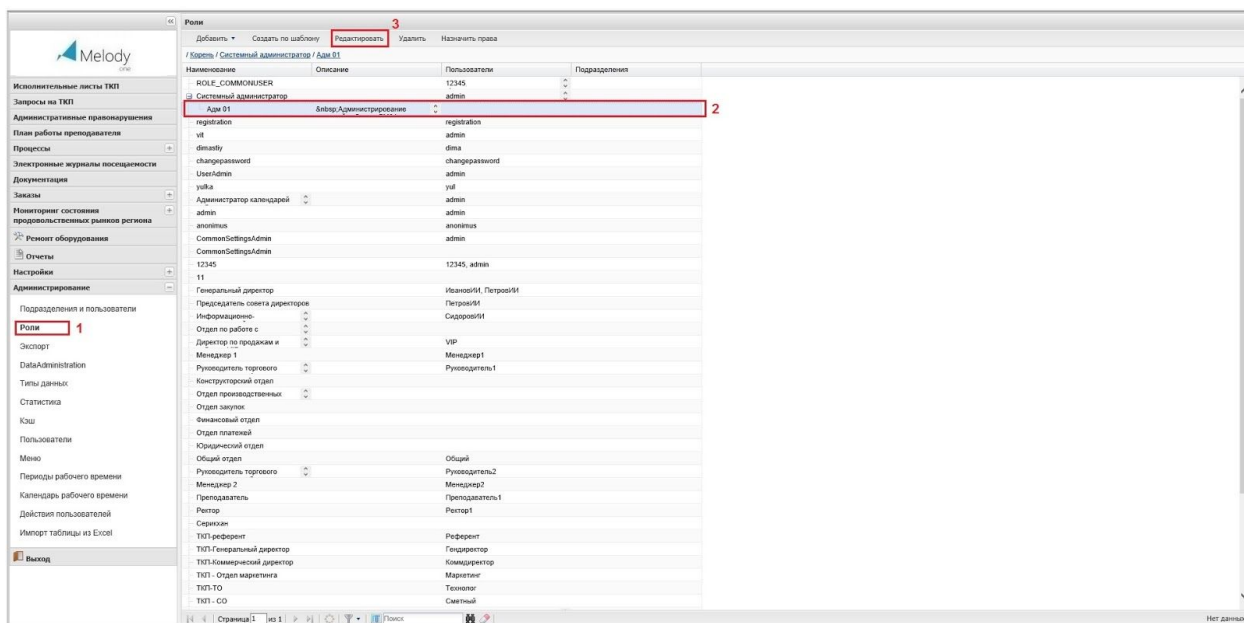 Роли
3
Добавить Создать по шаблону Редактировать Удалить Назначить права
/ Корень / Системный администратор / Адм 01
Наименование Описание Пользователи Подразделения
ROLE_COMMONUSER 12345
Системный администратор admin
Адм 01 &nbsp;Администрирование 2
registration registration
vit admin
dimastiy dima
changepassword changepassword
UserAdmin admin
yulka yul
Администратор календарей admin
admin admin
anonimus anonimus
CommonSettingsAdmin admin
CommonSettingsAdmin
12345 12345, admin
11
Генеральный директор ИвановИИ, ПетровИИ
Председатель совета директоров ПетровИИ
Информационно- СидоровИИ
Отдел по работе с
Директор по продажам и VIP
Менеджер 1 Менеджер1
Руководитель торгового Руководитель1
Конструкторский отдел
Отдел производственных
Отдел закупок
Финансовый отдел
Отдел платежей
Юридический отдел
Общий отдел Общий
Руководитель торгового Руководитель2
Менеджер 2 Менеджер2
Преподаватель Преподаватель1
Ректор Ректор1
Серикхан
ТКП-референт Референт
ТКП-Генеральный директор Гендиректор
ТКП-Коммерческий директор Коммдиректор
ТКП - Отдел маркетинга Маркетинг
ТКП-ТО Технолог
ТКП - СО Сметный
Страница 1 из 1 Поиск Нет данных
Melody
one
Исполнительные листы ТКП
Запросы на ТКП
Административные правонарушения
План работы преподавателя
Процессы
Электронные журналы посещаемости
Документация
Заказы
Мониторинг состояния
продовольственных рынков региона
Ремонт оборудования
Отчеты
Настройки
Администрирование
Подразделения и пользователи
Роли 1
Экспорт
DataAdministration
Типы данных
Статистика
Кэш
Пользователи
Меню
Периоды рабочего времени
Календарь рабочего времени
Действия пользователей
Импорт таблицы из Excel
Выход